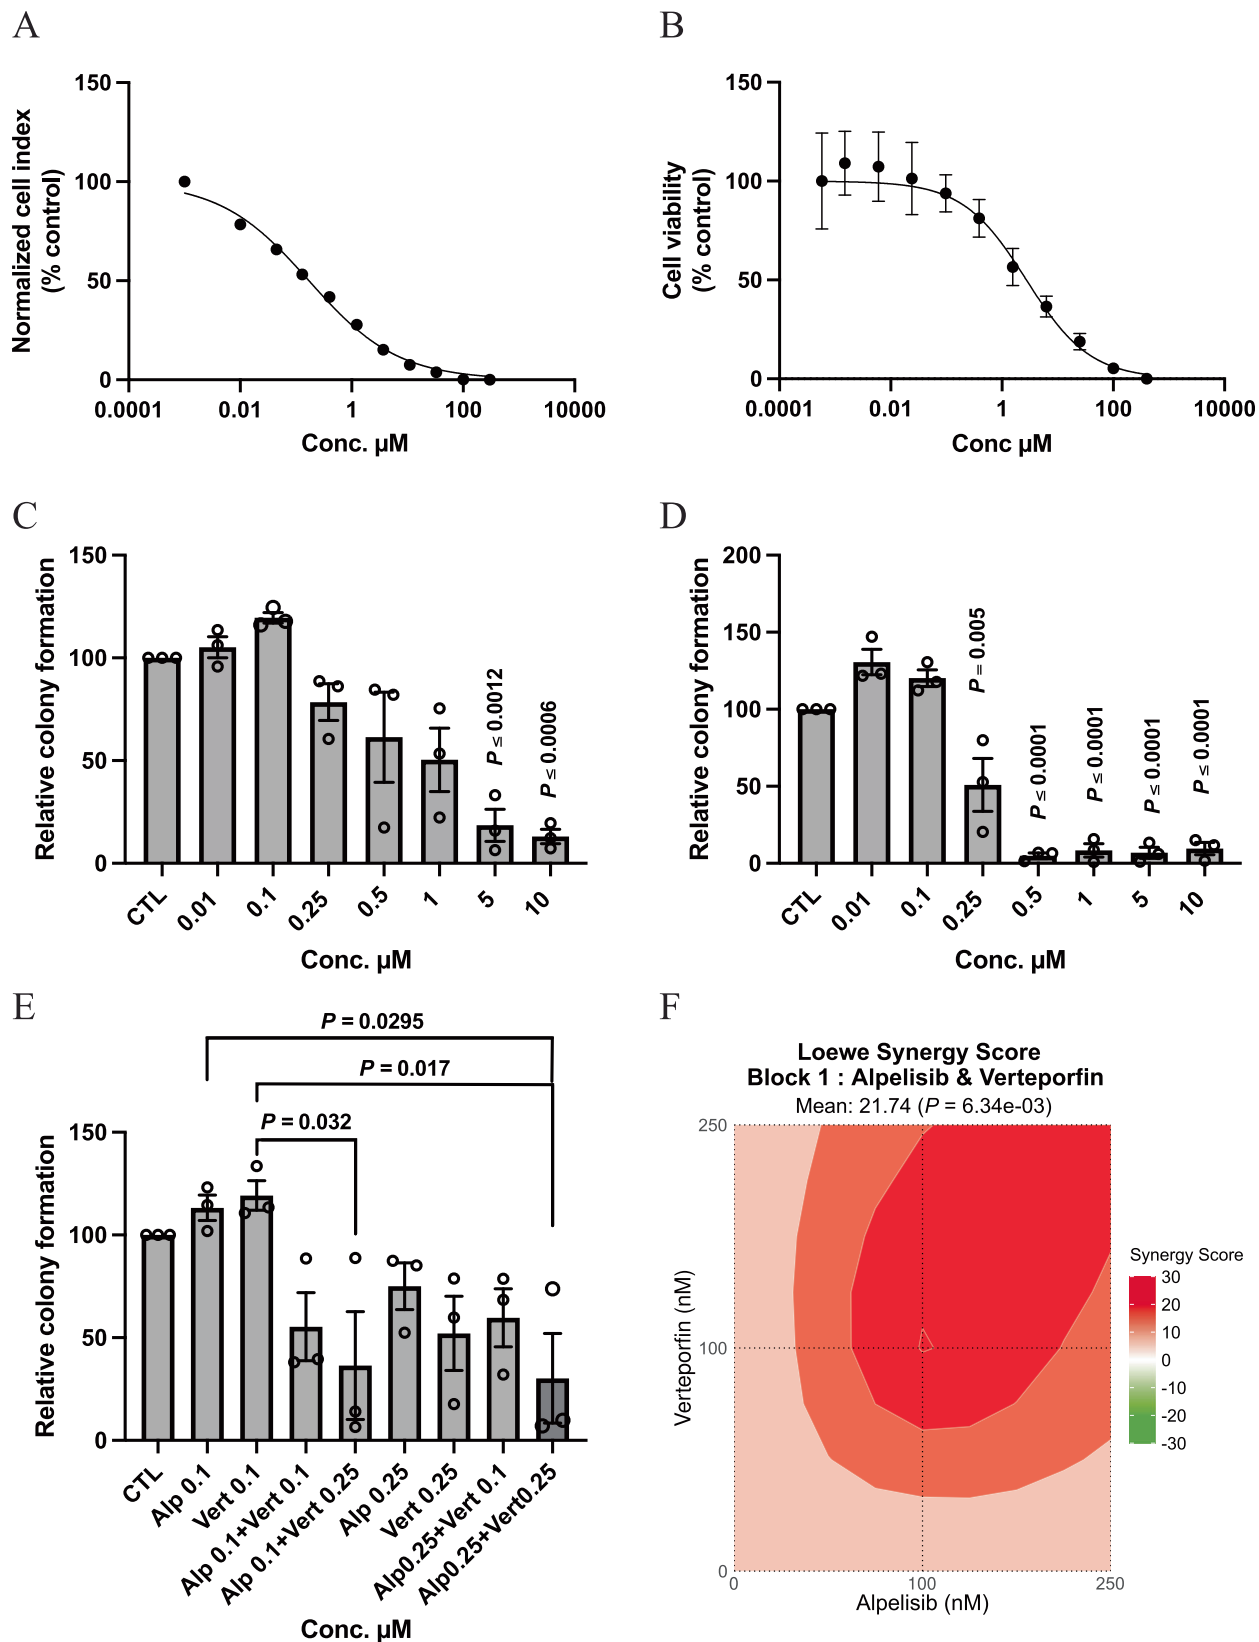 A
Normalized cell index
(% control)
150
100
50
0
0.0001
0.01
1
100
10000
Conc. µM
B
Cell viability
(% control)
150
100
50
0
0.0001
0.01
1
100
10000
Conc µM
C
Relative colony formation
150
100
50
0
P ≤ 0.0012
P ≤ 0.0006
CTL
0.01
0.1
0.25
0.5
1
5
10
Conc. µM
D
Relative colony formation
200
150
100
50
0
P = 0.005
P ≤ 0.0001
P ≤ 0.0001
P ≤ 0.0001
P ≤ 0.0001
CTL
0.01
0.1
0.25
0.5
1
5
10
Conc. µM
E
P = 0.0295
P = 0.017
P = 0.032
Relative colony formation
150
100
50
0
CTL
Alp 0.1
Vert 0.1
Alp 0.1+Vert 0.1
Alp 0.1+Vert 0.25
Alp 0.25
Vert 0.25
Alp0.25+Vert 0.1
Alp0.25+Vert0.25
Conc. µM
F
Loewe Synergy Score
Block 1 : Alpelisib & Verteporfin
Mean: 21.74 (P = 6.34e-03)
Verteporfin (nM)
250
100
0
0
100
250
Alpelisib (nM)
Synergy Score
30
20
10
0
-10
-20
-30